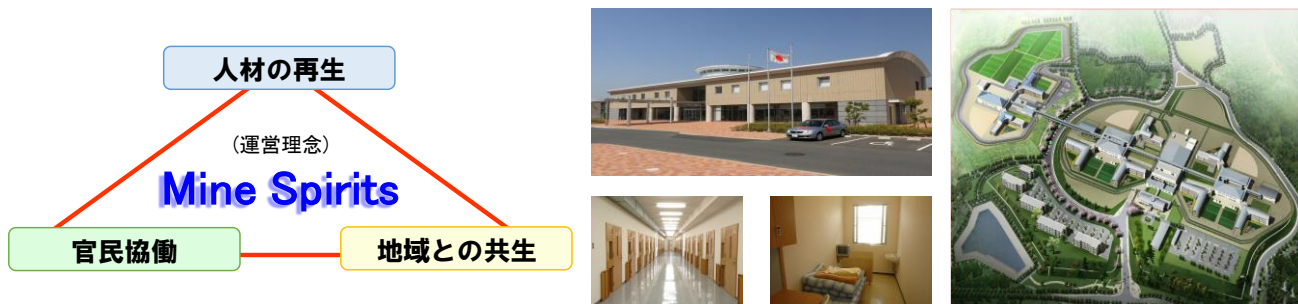 人材の再生
(運営理念)
Mine Spirits
官民協働
地域との共生